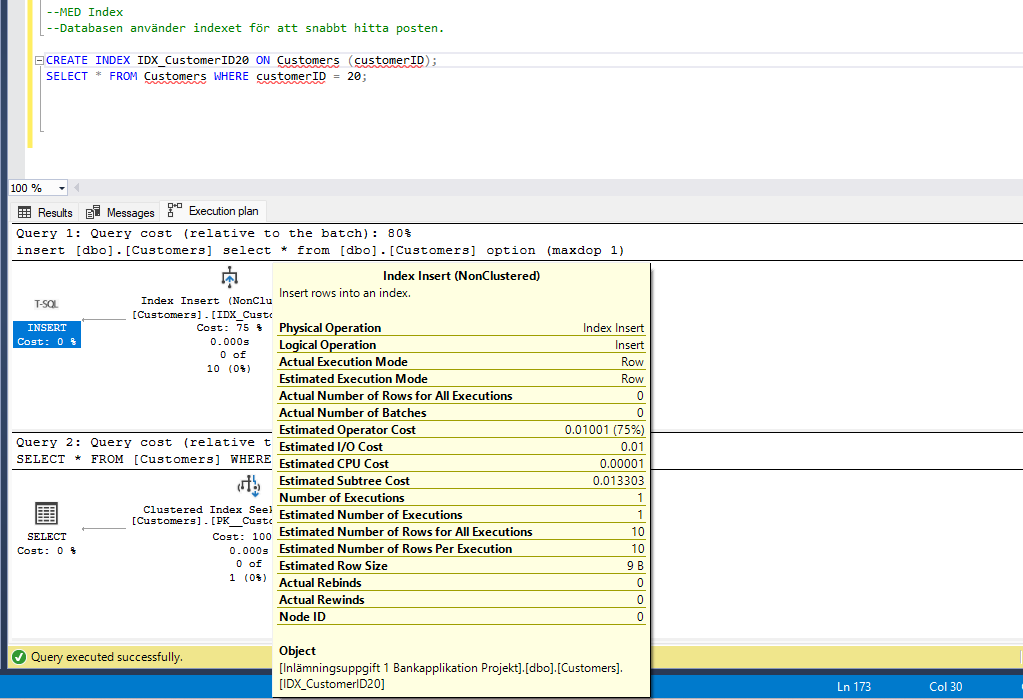 --MED Index
--Databasen använder indexet för att snabbt hitta posten.
CREATE INDEX IDX_CustomerID20 ON Customers (customerID);
SELECT * FROM Customers WHERE customerID = 20;
100 %
Results Messages Execution plan
Query 1: Query cost (relative to the batch): 80%
insert [dbo].[Customers] select * from [dbo].[Customers] option (maxdop 1)
T-SQL
INSERT
Cost: 0 %
Index Insert (NonClu
[Customers].[IDX_Custo
Cost: 75 %
0.000s
0 of
10 (0%)
Query 2: Query cost (relative t
SELECT * FROM [Customers] WHERE
SELECT
Cost: 0 %
Clustered Index See
[Customers].[PK__Custo
Cost: 100
0.000s
0 of
1 (0%)
Index Insert (NonClustered)
Insert rows into an index.
Physical Operation Index Insert
Logical Operation Insert
Actual Execution Mode Row
Estimated Execution Mode Row
Actual Number of Rows for All Executions 0
Actual Number of Batches 0
Estimated Operator Cost 0.01001 (75%)
Estimated I/O Cost 0.01
Estimated CPU Cost 0.00001
Estimated Subtree Cost 0.013303
Number of Executions 1
Estimated Number of Executions 1
Estimated Number of Rows for All Executions 10
Estimated Number of Rows Per Execution 10
Estimated Row Size 9 B
Actual Rebinds 0
Actual Rewinds 0
Node ID 0
Object
[Inlämningsuppgift 1 Bankapplikation Projekt].[dbo].[Customers].
[IDX_CustomerID20]
Query executed successfully.
Ln 173 Col 30